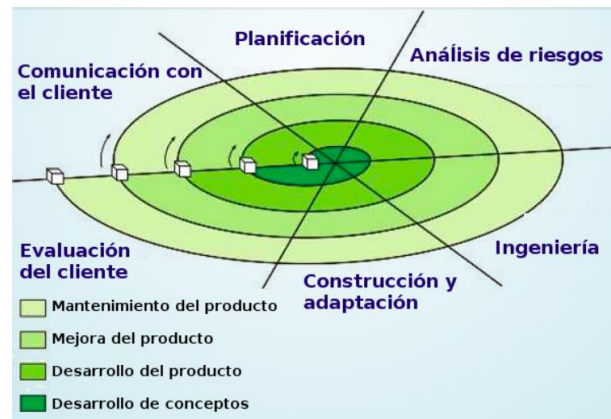 Planificación
Análisis de riesgos
Comunicación con
el cliente
Evaluación
del cliente
Ingeniería
Construcción y
adaptación
Mantenimiento del producto
Mejora del producto
Desarrollo del producto
Desarrollo de conceptos